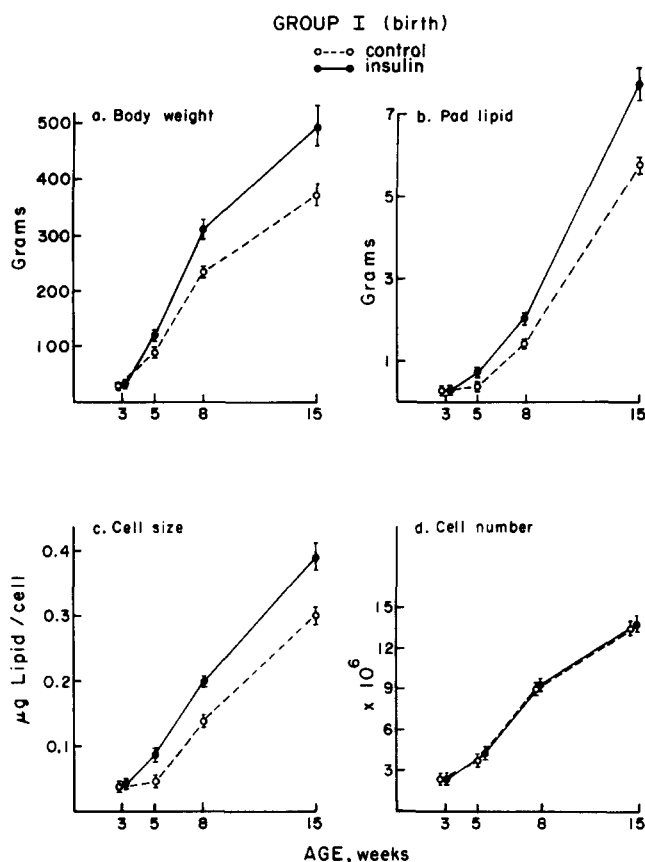 GROUP I (birth)
control
insulin
a. Body weight
500
400
300
200
100
Grams
3 5 8 15
b. Pad lipid
7
5
3
1
Grams
3 5 8 15
c. Cell size
0.4
0.3
0.2
0.1
µg Lipid/cell
3 5 8 15
d. Cell number
15
12
9
6
3
x 10^6
3 5 8 15
AGE, weeks